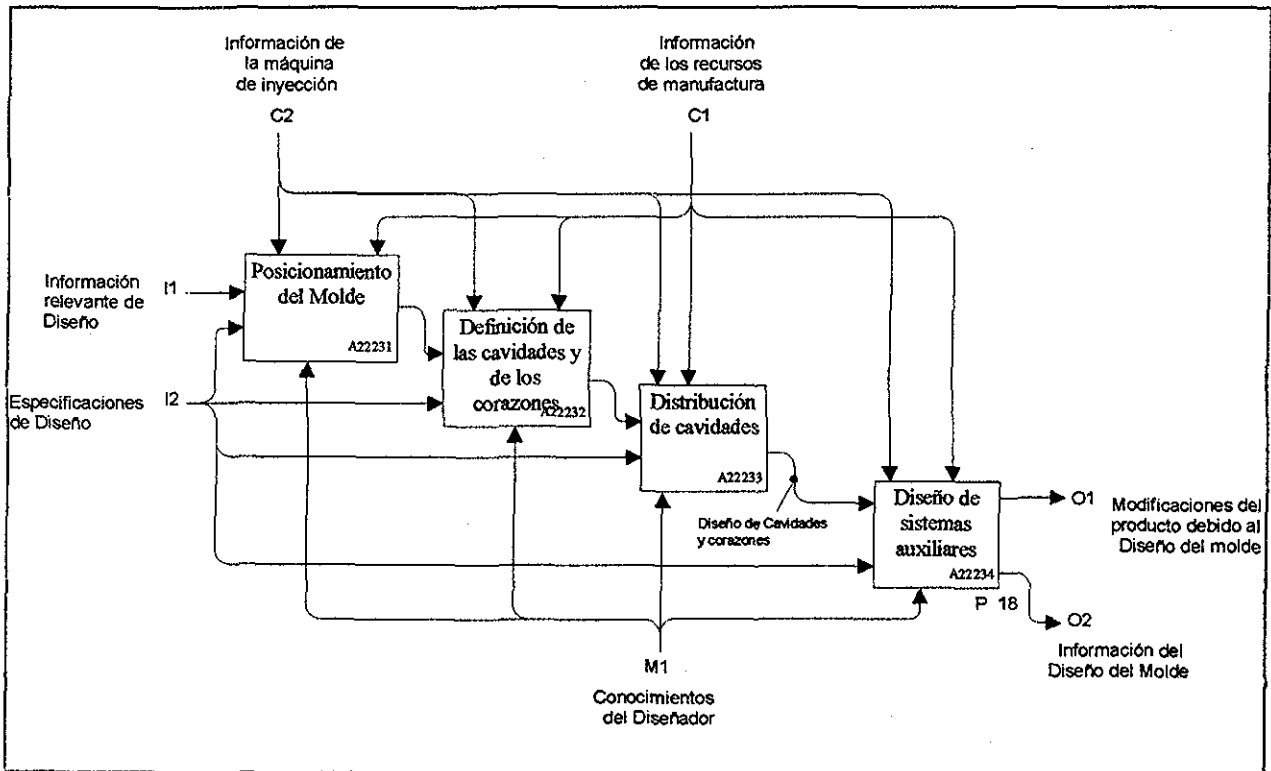 Información de
la máquina
de inyección
C2
Información
de los recursos
de manufactura
C1
Información
relevante de
Diseño
I1
Posicionamiento
del Molde
A22231
Especificaciones
de Diseño
I2
Definición de
las cavidades y
de los
corazones
A22232
Distribución
de cavidades
A22233
Diseño de Cavidades
y corazones
Diseño de
sistemas
auxiliares
A22234
P 18
O1
Modificaciones del
producto debido al
Diseño del molde
O2
Información del
Diseño del Molde
M1
Conocimientos
del Diseñador